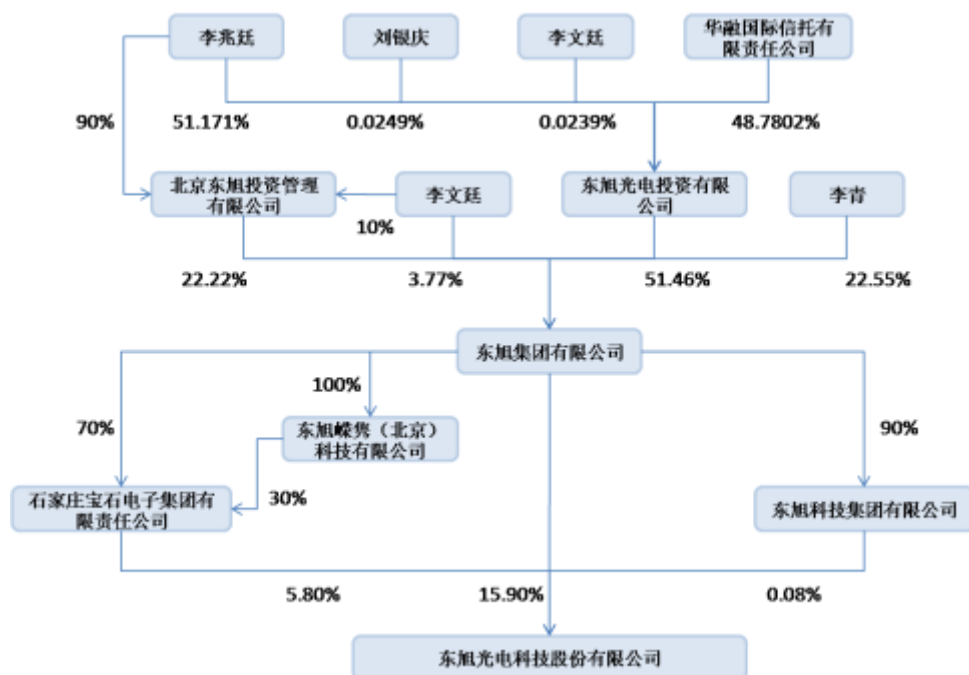 李兆廷
刘银庆
李文廷
华融国际信托有
限责任公司
90%
51.171%
0.0249%
0.0239%
48.7802%
北京东旭投资管理
有限公司
李文廷
东旭光电投资有限
公司
李青
10%
22.22%
3.77%
51.46%
22.55%
东旭集团有限公司
100%
70%
90%
东旭嵘隽（北京）
科技有限公司
30%
石家庄宝石电子集团有
限责任公司
东旭科技集团有限公司
5.80%
15.90%
0.08%
东旭光电科技股份有限公司